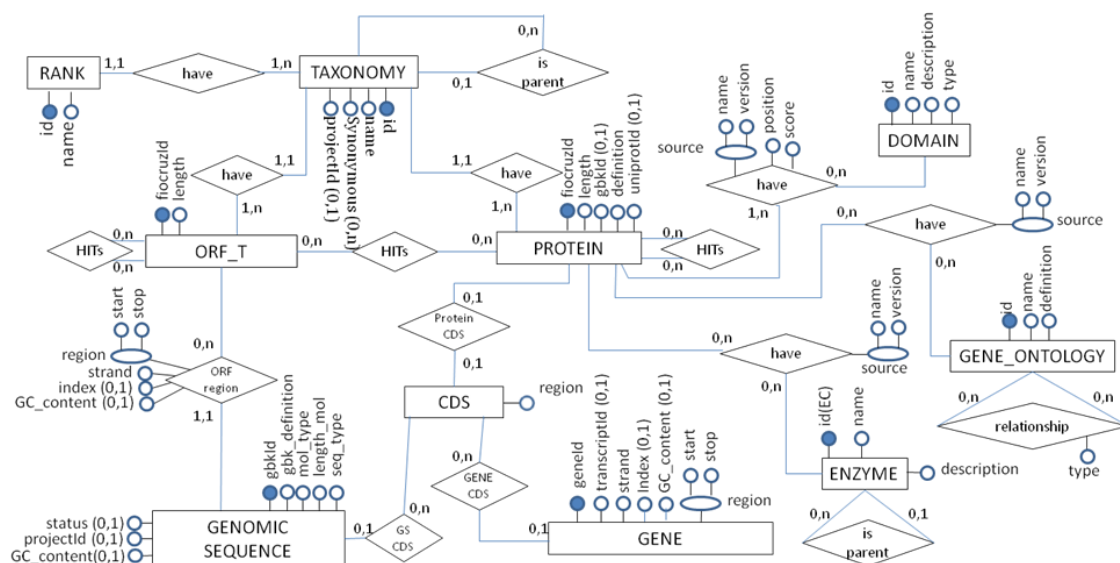 0,n
RANK
1,1
have
1,n
TAXONOMY
0,1
is
parent
id
name
projectId (0,1)
Synonymous (0,n)
name
id
1,1
have
1,n
1,1
have
1,n
fiocruzId
length
fiocruzId
length
gbkId (0,1)
definition
uniprotId (0,1)
name
version
source
position
score
have
0,n
1,n
id
name
description
type
DOMAIN
0,n
HITs
0,n
ORF_T
0,n
HITs
0,n
PROTEIN
0,n
HITs
0,n
0,n
have
0,n
name
version
source
id
name
definition
GENE_ONTOLOGY
0,n
0,n
relationship
type
start
stop
region
strand
index (0,1)
GC_content (0,1)
0,n
ORF
region
1,1
0,1
Protein
CDS
0,1
CDS
region
0,n
have
0,n
name
version
source
id(EC)
name
ENZYME
description
0,n
0,1
is
parent
gbkId
gbk_definition
mol_type
length_mol
seq_type
status (0,1)
projectId (0,1)
GC_content(0,1)
GENOMIC
SEQUENCE
0,1
GS
CDS
0,n
0,n
GENE
CDS
0,1
geneId
transcriptId (0,1)
strand
Index (0,1)
GC_content (0,1)
start
stop
region
GENE